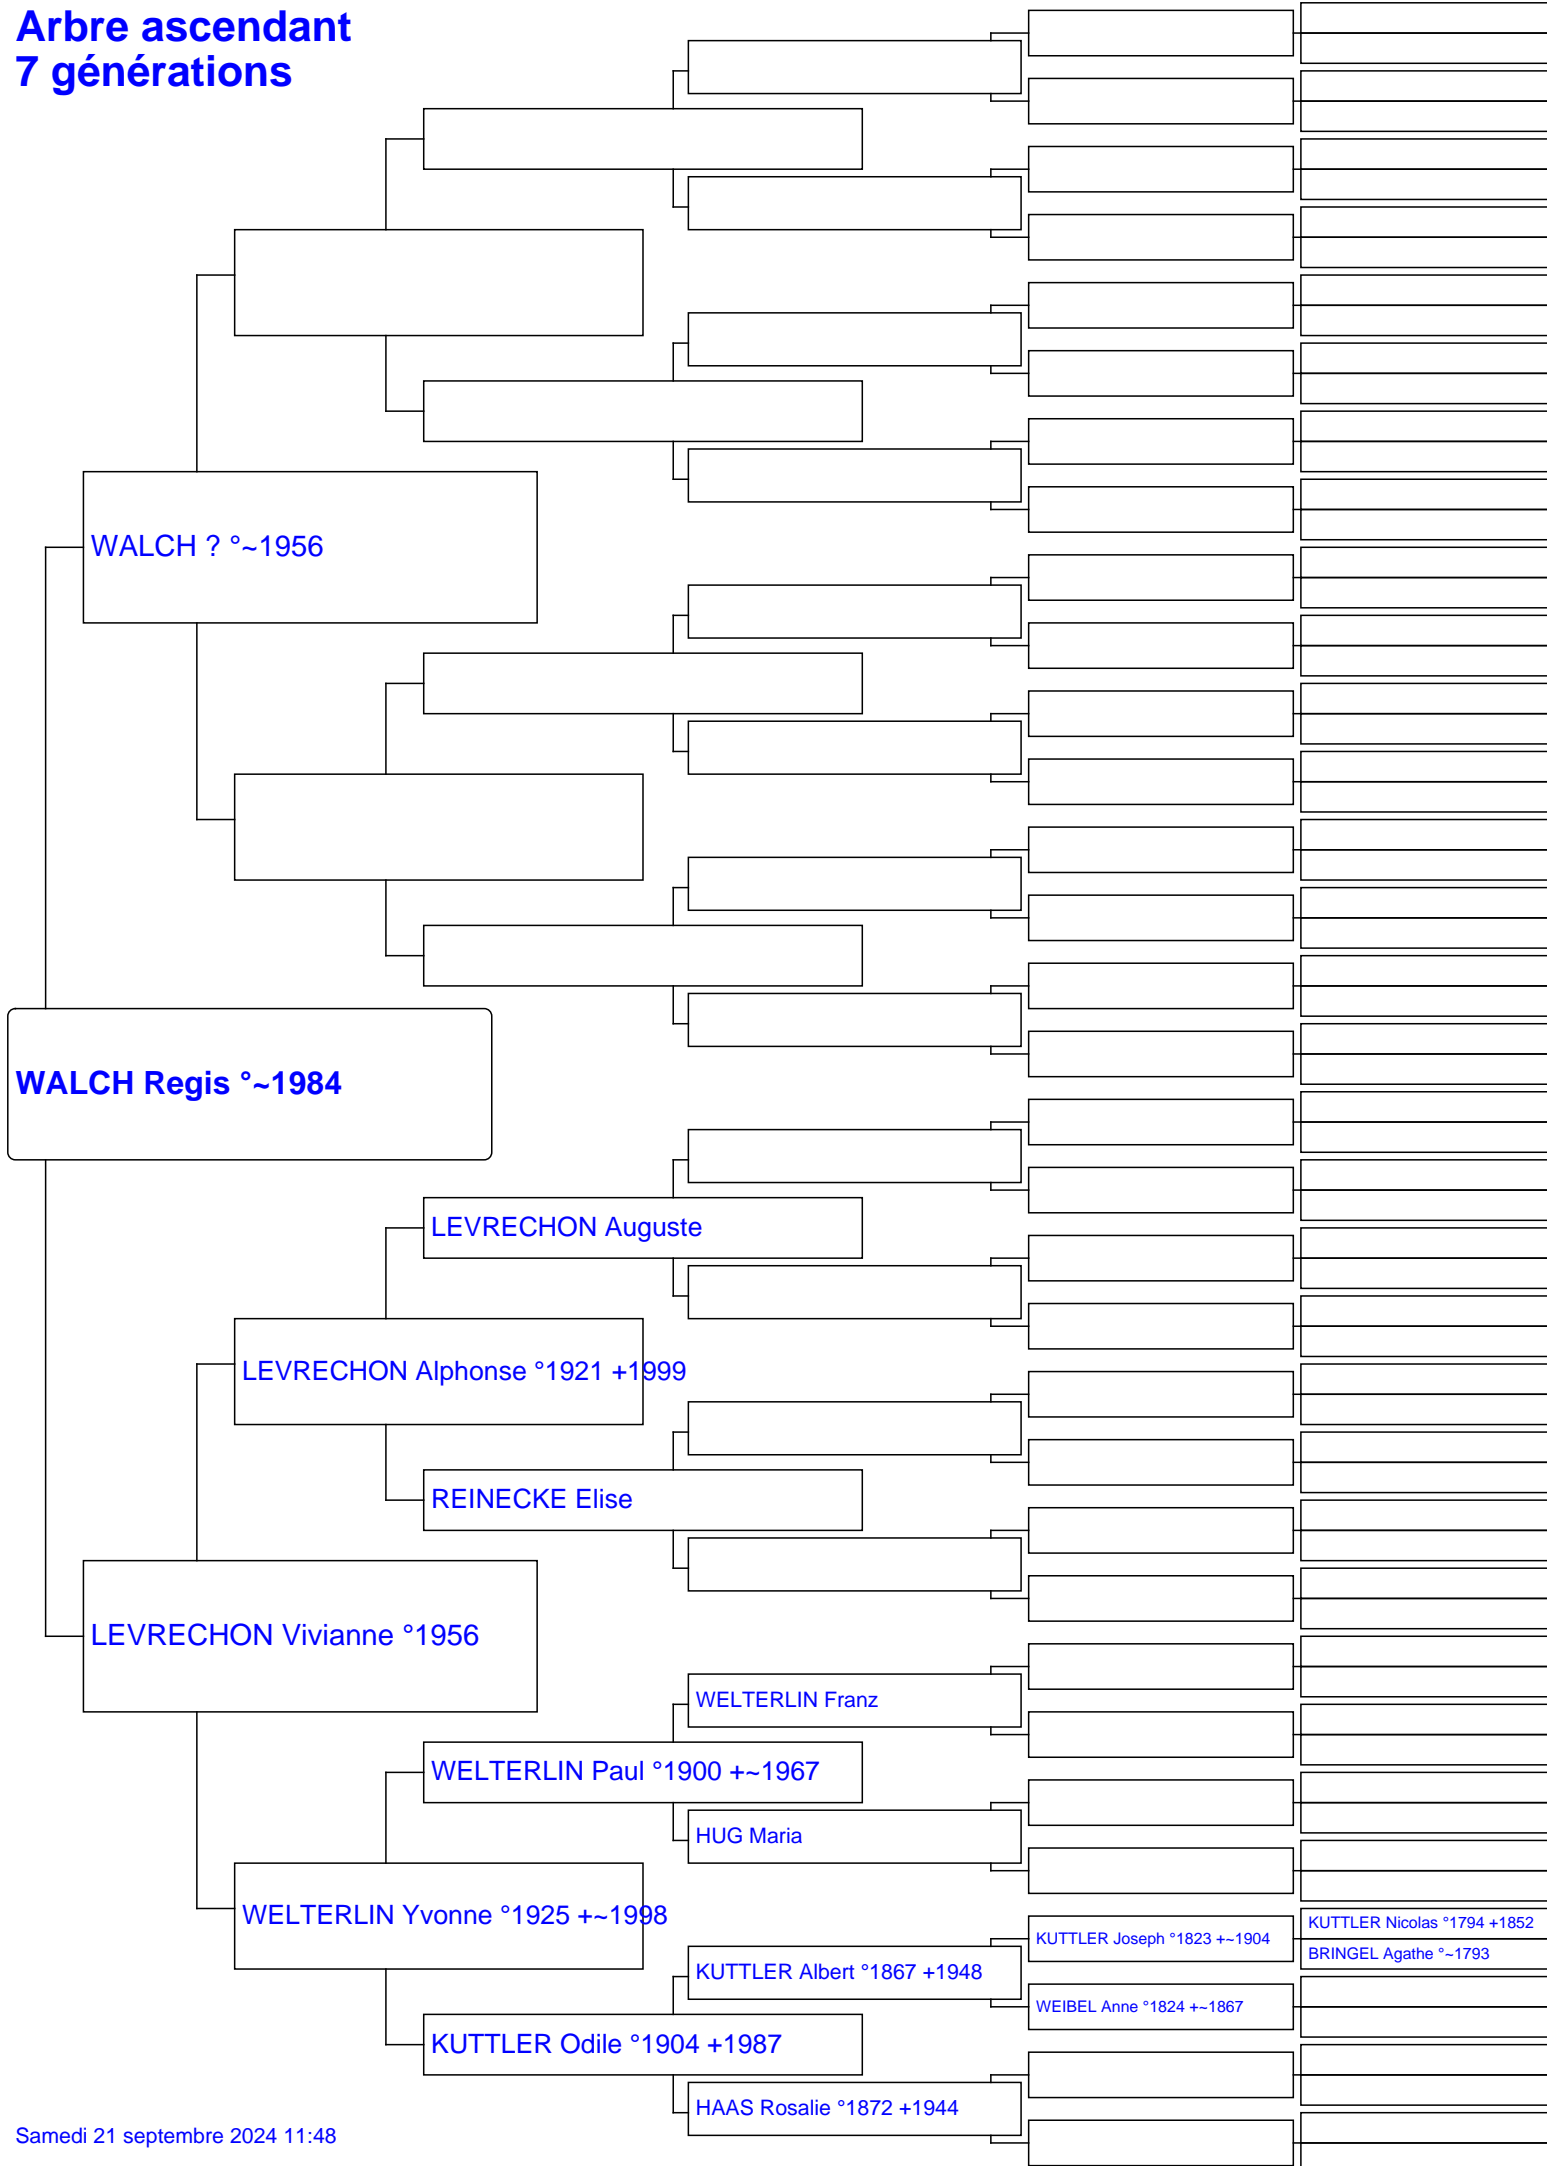 Arbre ascendant
7 générations
WALCH ? °~1956
WALCH Regis °~1984
LEVRECHON Auguste
LEVRECHON Alphonse °1921 +1999
REINECKE Elise
LEVRECHON Vivianne °1956
WELTERLIN Franz
WELTERLIN Paul °1900 +~1967
HUG Maria
WELTERLIN Yvonne °1925 +~1998
KUTTLER Nicolas °1794 +1852
KUTTLER Joseph °1823 +~1904
BRINGEL Agathe °~1793
KUTTLER Albert °1867 +1948
WEIBEL Anne °1824 +~1867
KUTTLER Odile °1904 +1987
HAAS Rosalie °1872 +1944
Samedi 21 septembre 2024 11:48